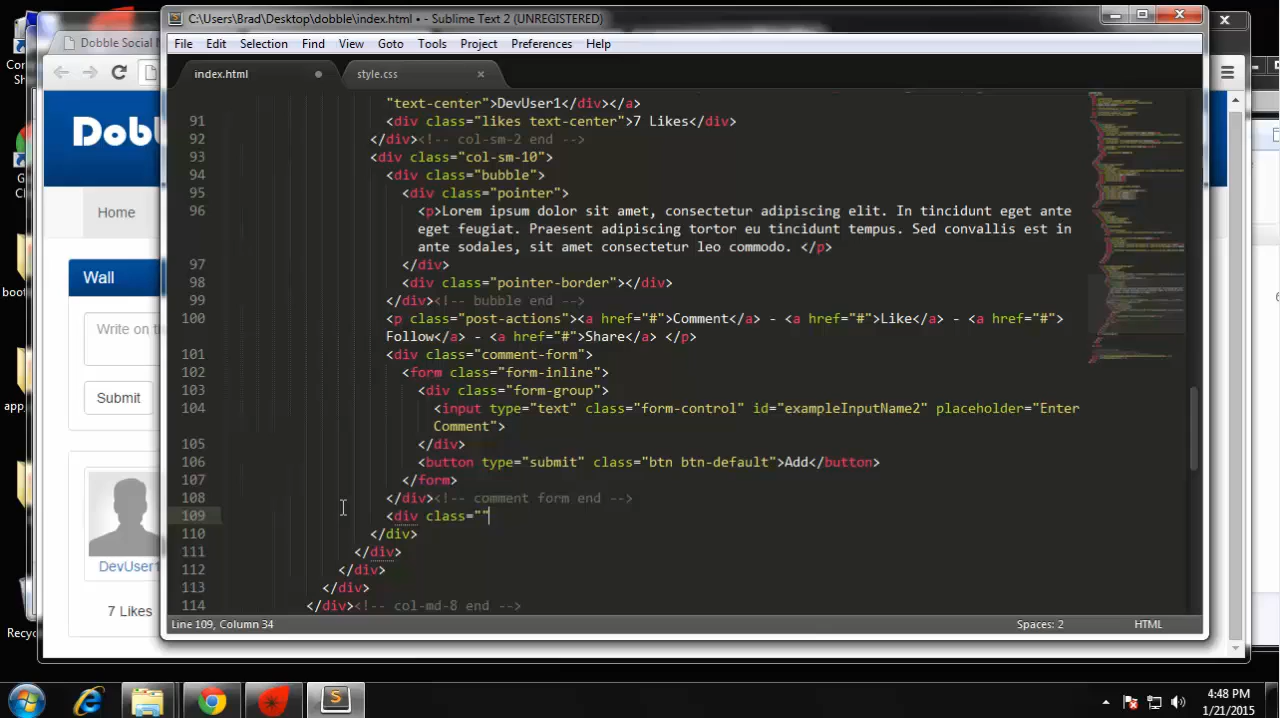 C:\Users\Brad\Desktop\dobble\index.html • - Sublime Text 2 (UNREGISTERED)
Dobble Social
File Edit Selection Find View Goto Tools Project Preferences Help
index.html
style.css
"text-center">DevUser1</div></a>
91 <div class="likes text-center">7 Likes</div>
92 </div><!-- col-sm-2 end -->
93 <div class="col-sm-10">
94 <div class="bubble">
95 <div class="pointer">
96 <p>Lorem ipsum dolor sit amet, consectetur adipiscing elit. In tincidunt eget ante
eget feugiat. Praesent adipiscing tortor eu tincidunt tempus. Sed convallis est in
ante sodales, sit amet consectetur leo commodo. </p>
97 </div>
98 <div class="pointer-border"></div>
99 </div><!-- bubble end -->
100 <p class="post-actions"><a href="#">Comment</a> - <a href="#">Like</a> - <a href="#">
Follow</a> - <a href="#">Share</a> </p>
101 <div class="comment-form">
102 <form class="form-inline">
103 <div class="form-group">
104 <input type="text" class="form-control" id="exampleInputName2" placeholder="Enter
Comment">
105 </div>
106 <button type="submit" class="btn btn-default">Add</button>
107 </form>
108 </div><!-- comment form end -->
109 <div class=""
110 </div>
111 </div>
112 </div>
113 </div>
114 </div><!-- col-md-8 end -->
Line 109, Column 34
Spaces: 2
HTML
Home
Wall
Write on
Submit
DevUser1
7 Likes
4:48 PM
1/21/2015